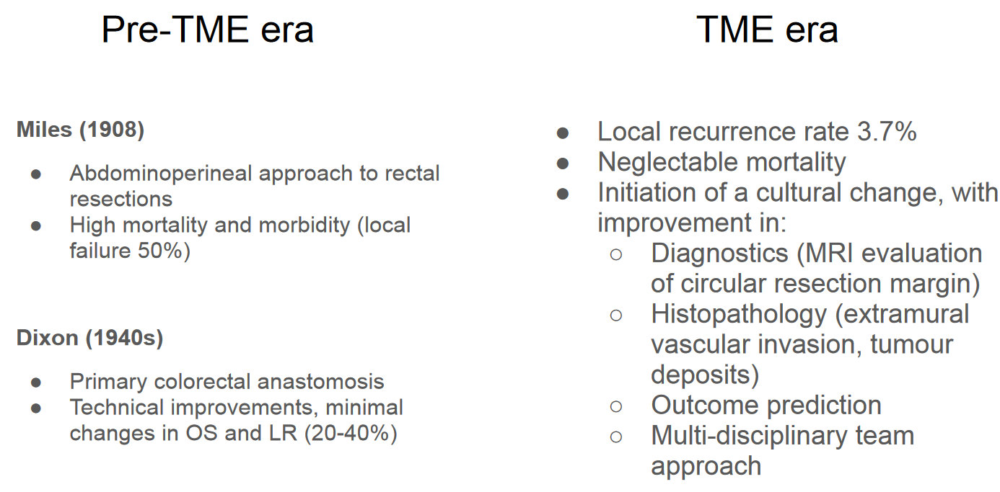 Pre-TME era
Miles (1908)
● Abdominoperineal approach to rectal
resections
● High mortality and morbidity (local
failure 50%)
Dixon (1940s)
● Primary colorectal anastomosis
● Technical improvements, minimal
changes in OS and LR (20-40%)
TME era
● Local recurrence rate 3.7%
● Neglectable mortality
● Initiation of a cultural change, with
improvement in:
○ Diagnostics (MRI evaluation
of circular resection margin)
○ Histopathology (extramural
vascular invasion, tumour
deposits)
○ Outcome prediction
○ Multi-disciplinary team
approach